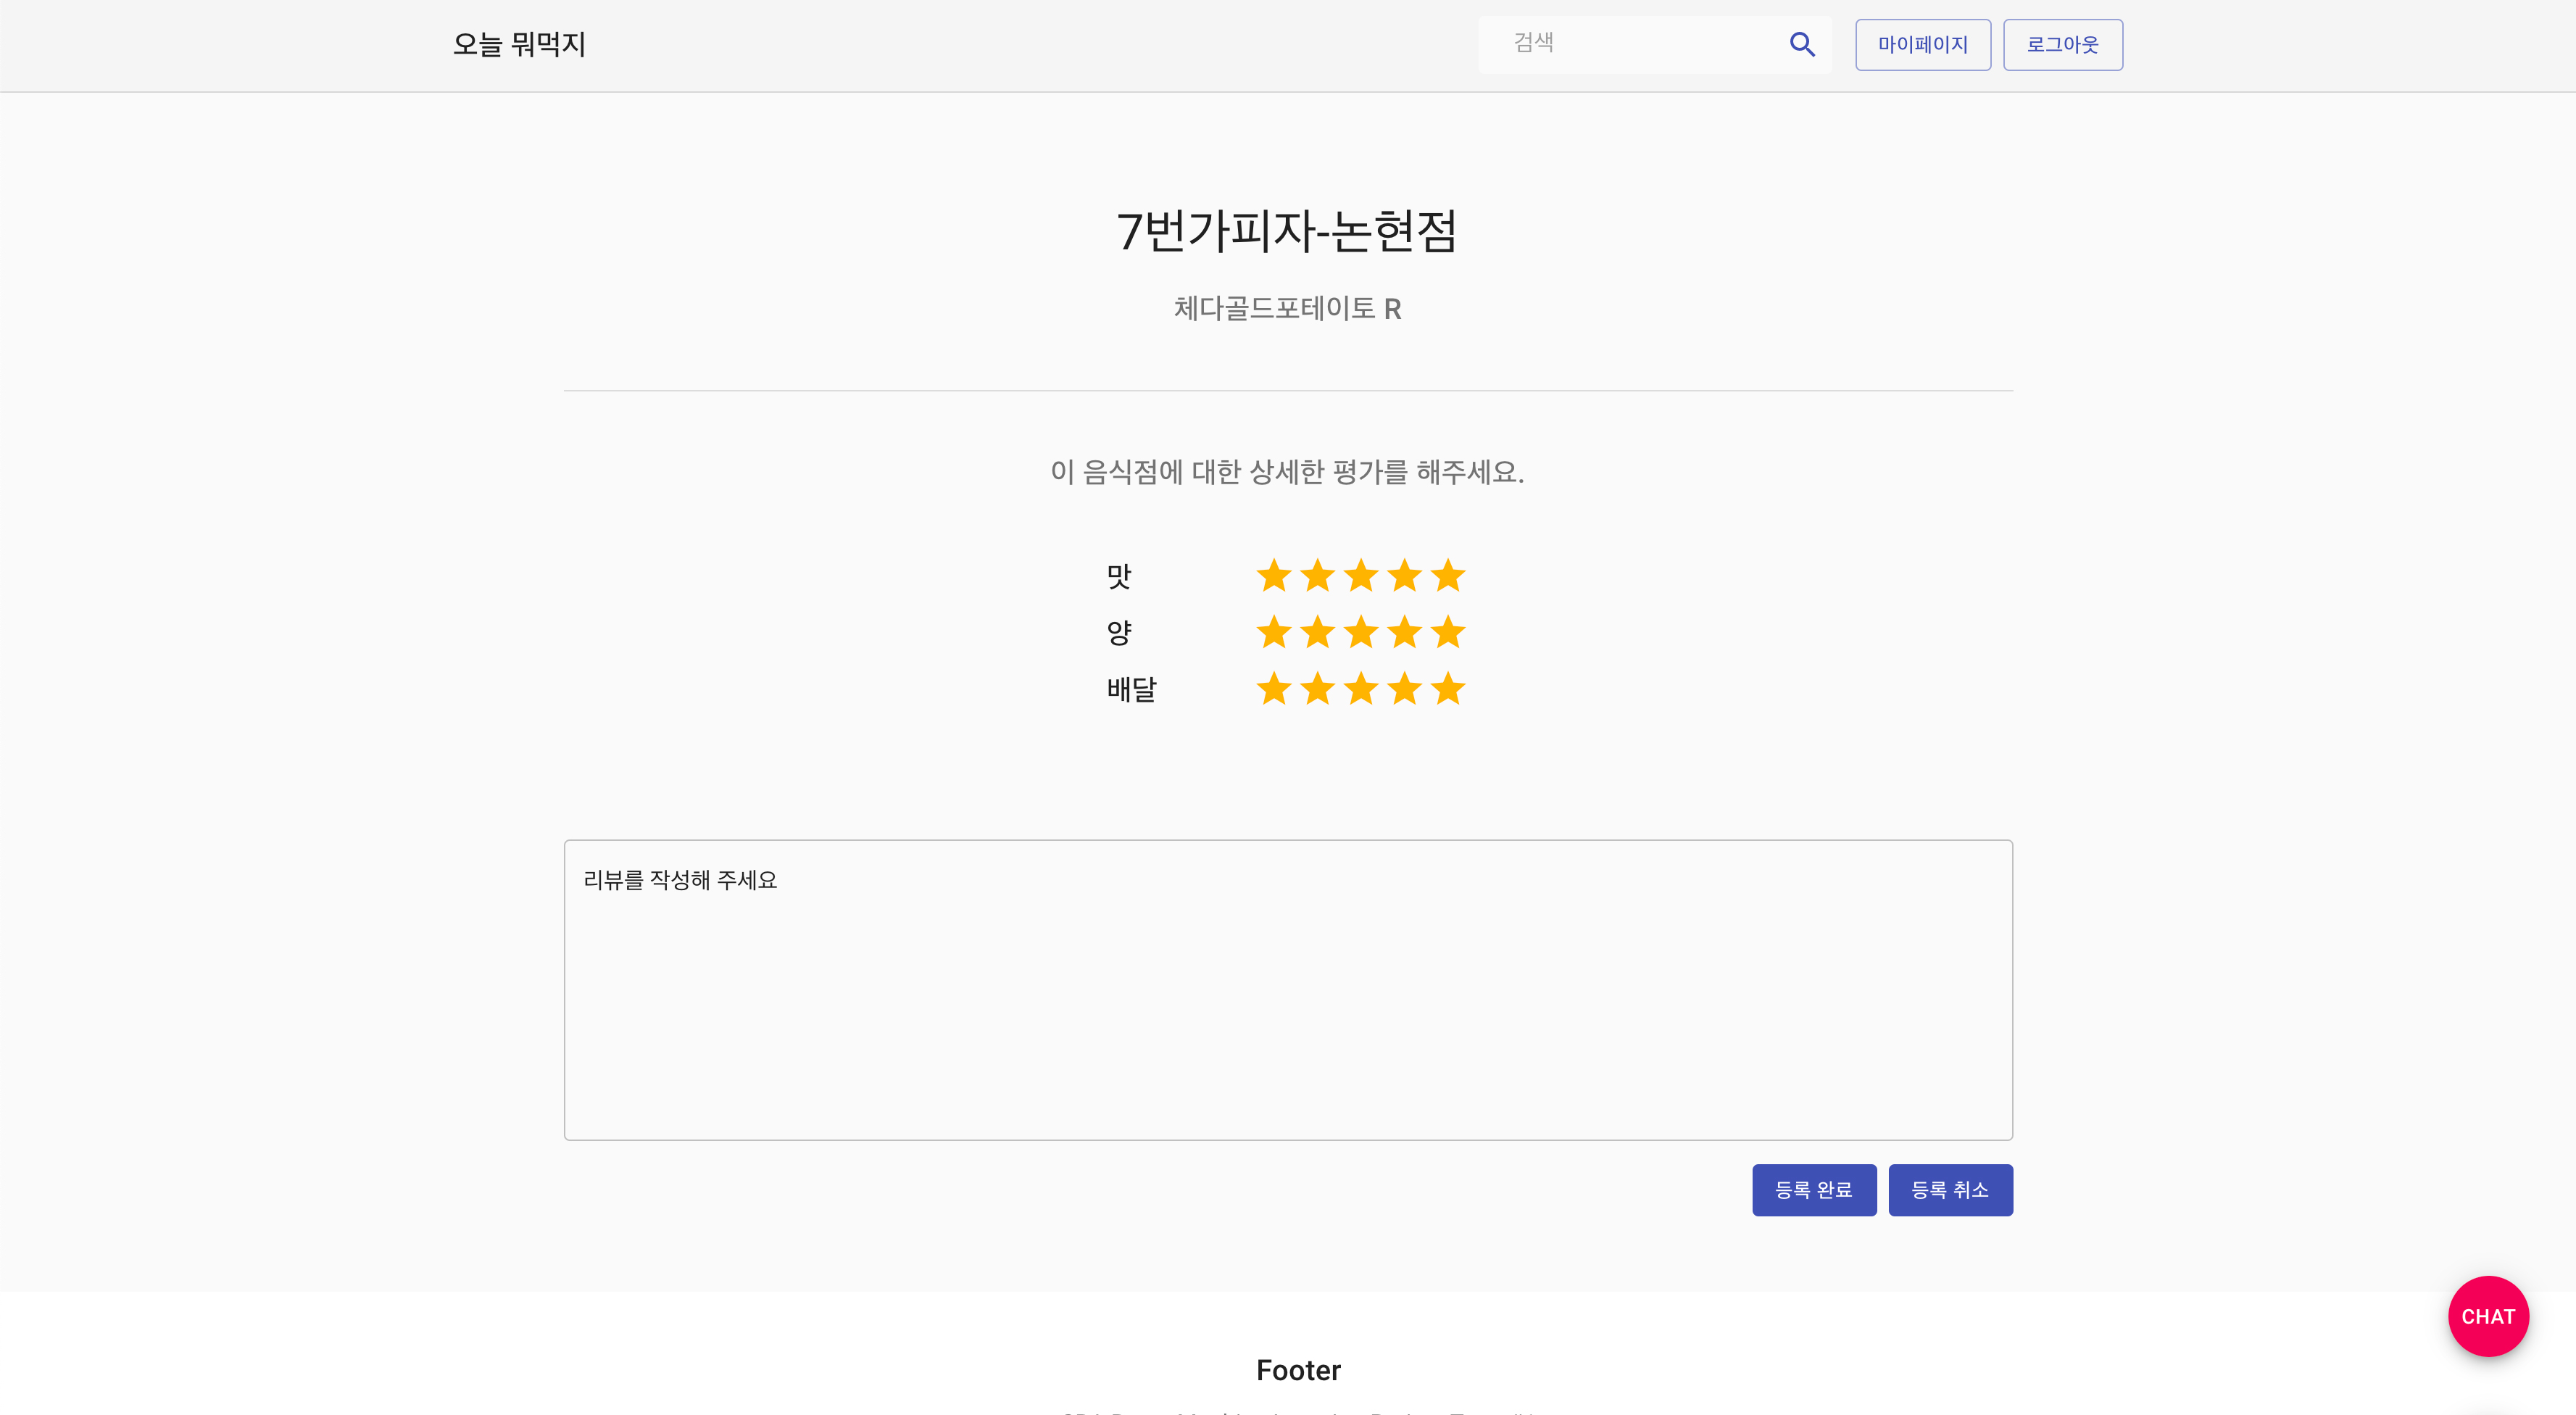 오늘 뭐먹지
검색
마이페이지
로그아웃
7번가피자-논현점
체다골드포테이토 R
이 음식점에 대한 상세한 평가를 해주세요.
맛
양
배달
리뷰를 작성해 주세요
등록 완료
등록 취소
CHAT
Footer